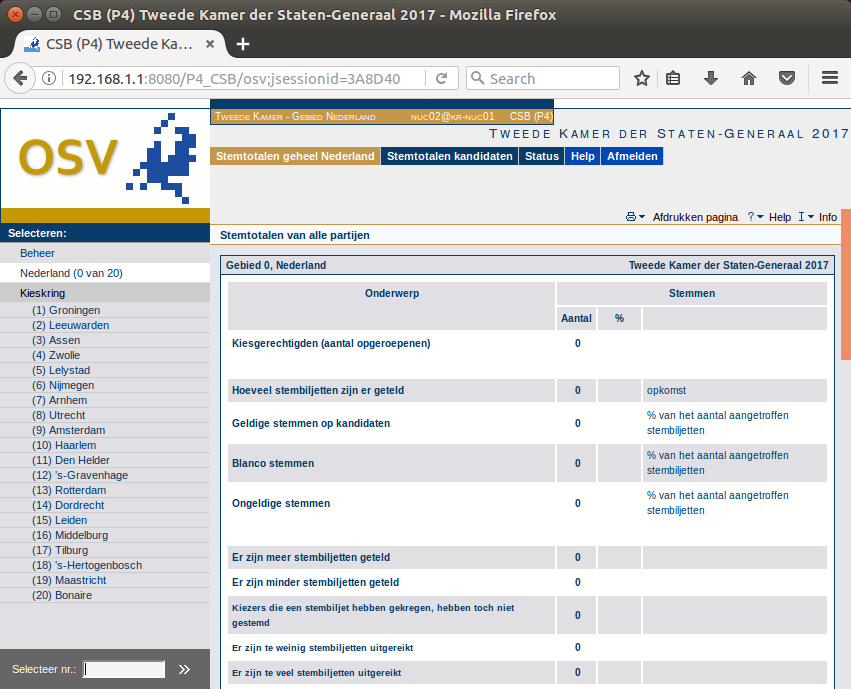 CSB (P4) Tweede Kamer der Staten-Generaal 2017 - Mozilla Firefox
CSB (P4) Tweede Ka...
192.168.1.1:8080/P4_CSB/osv;jsessionid=3A8D40
Search
OSV
Tweede Kamer - Gebied Nederland nuc02@kr-nuc01 CSB (P4)
Tweede Kamer der Staten-Generaal 2017
Stemtotalen geheel Nederland Stemtotalen kandidaten Status Help Afmelden
Afdrukken pagina ? Help I Info
Selecteren:
Beheer
Nederland (0 van 20)
Kieskring
(1) Groningen
(2) Leeuwarden
(3) Assen
(4) Zwolle
(5) Lelystad
(6) Nijmegen
(7) Arnhem
(8) Utrecht
(9) Amsterdam
(10) Haarlem
(11) Den Helder
(12) 's-Gravenhage
(13) Rotterdam
(14) Dordrecht
(15) Leiden
(16) Middelburg
(17) Tilburg
(18) 's-Hertogenbosch
(19) Maastricht
(20) Bonaire
Selecteer nr.: »
Stemtotalen van alle partijen
Gebied 0, Nederland Tweede Kamer der Staten-Generaal 2017
Onderwerp Stemmen
Aantal %
Kiesgerechtigden (aantal opgeroepenen) 0
Hoeveel stembiljetten zijn er geteld 0 opkomst
Geldige stemmen op kandidaten 0 % van het aantal aangetroffen
stembiljetten
Blanco stemmen 0 % van het aantal aangetroffen
stembiljetten
Ongeldige stemmen 0 % van het aantal aangetroffen
stembiljetten
Er zijn meer stembiljetten geteld 0
Er zijn minder stembiljetten geteld 0
Kiezers die een stembiljet hebben gekregen, hebben toch niet
gestemd 0
Er zijn te weinig stembiljetten uitgereikt 0
Er zijn te veel stembiljetten uitgereikt 0